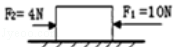 F₂= 4N
F₁ =10N